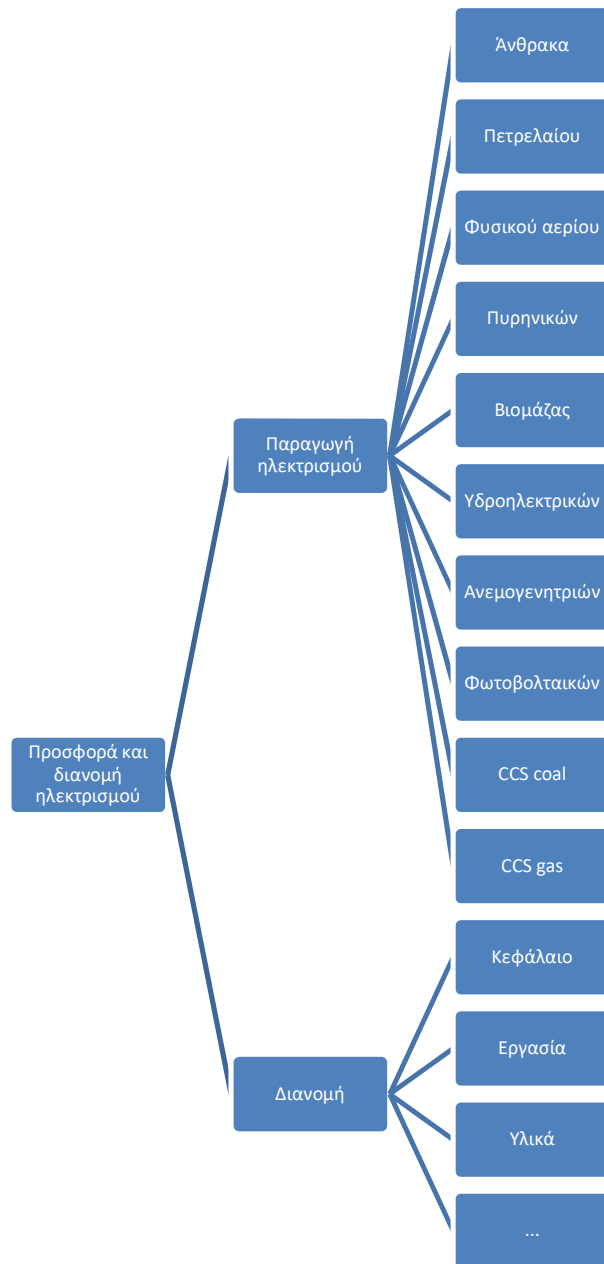 Άνθρακα
Πετρελαίου
Φυσικού αερίου
Πυρηνικών
Βιομάζας
Παραγωγή
ηλεκτρισμού
Υδροηλεκτρικών
Ανεμογενητριών
Φωτοβολταικών
Προσφορά και
διανομή
ηλεκτρισμού
CCS coal
CCS gas
Κεφάλαιο
Εργασία
Διανομή
Υλικά
...